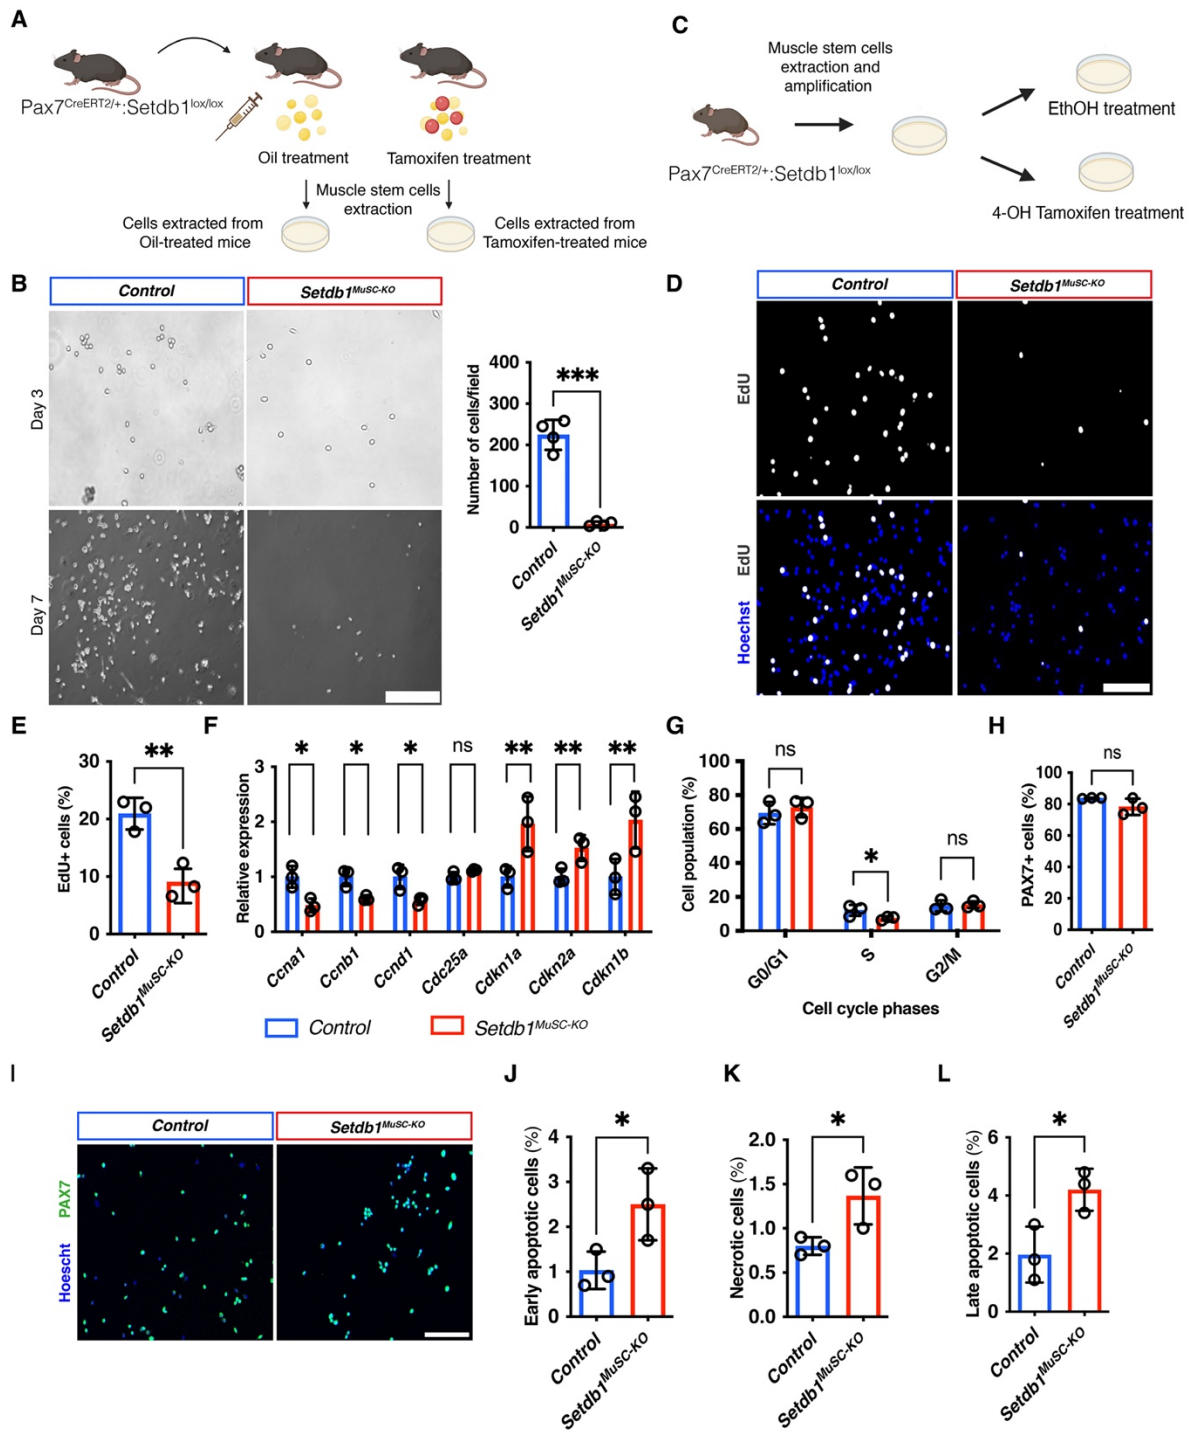 A
Pax7CreERT2/+:Setdb1lox/lox
Oil treatment
Tamoxifen treatment
Muscle stem cells
extraction
Cells extracted from
Oil-treated mice
Cells extracted from
Tamoxifen-treated mice
C
Muscle stem cells
extraction and
amplification
Pax7CreERT2/+:Setdb1lox/lox
EthOH treatment
4-OH Tamoxifen treatment
B
Control
Setdb1MuSC-KO
Day 3
Day 7
Number of cells/field
400
300
200
100
0
***
Control
Setdb1MuSC-KO
D
Control
Setdb1MuSC-KO
EdU
Hoechst EdU
E
EdU+ cells (%)
30
20
10
0
**
Control
Setdb1MuSC-KO
F
Relative expression
3
2
1
0
* * * ns ** ** **
Ccna1 Ccnb1 Ccnd1 Cdc25a Cdkn1a Cdkn2a Cdkn1b
Control Setdb1MuSC-KO
G
Cell population (%)
100
80
60
40
20
0
ns * ns
G0/G1 S G2/M
Cell cycle phases
H
PAX7+ cells (%)
100
80
60
40
20
0
ns
Control
Setdb1MuSC-KO
I
Control
Setdb1MuSC-KO
Hoescht PAX7
J
Early apoptotic cells (%)
4
3
2
1
0
*
Control
Setdb1MuSC-KO
K
Necrotic cells (%)
2.0
1.5
1.0
0.5
0.0
*
Control
Setdb1MuSC-KO
L
Late apoptotic cells (%)
6
4
2
0
*
Control
Setdb1MuSC-KO